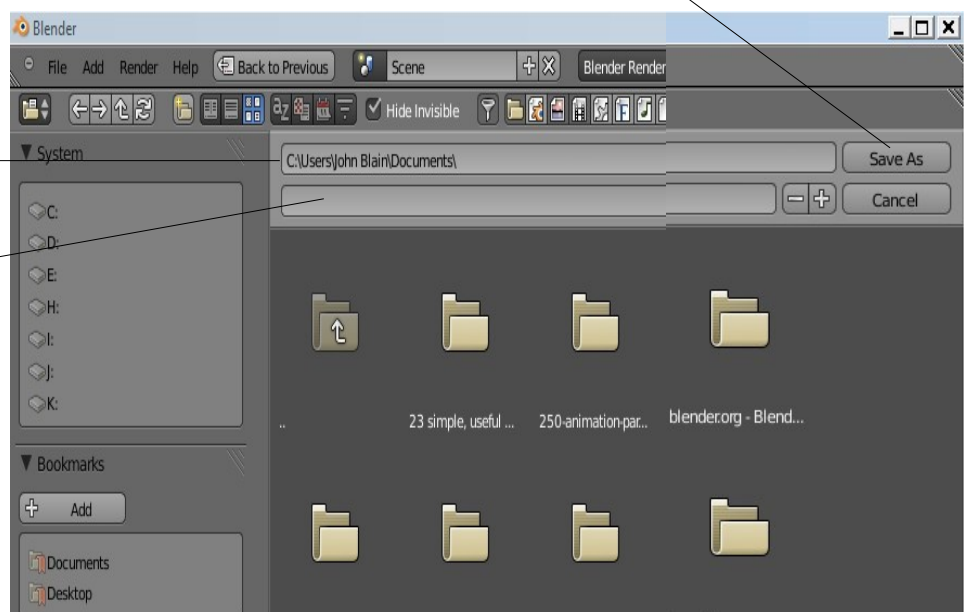 Blender
File Add Render Help Back to Previous Scene Blender Render
Hide Invisible
System
C:\Users\John Blain\Documents\
Save As
Cancel
C:
D:
E:
H:
I:
J:
K:
..
23 simple, useful ...
250-animation-par...
blender.org - Blend...
Bookmarks
Add
Documents
Desktop